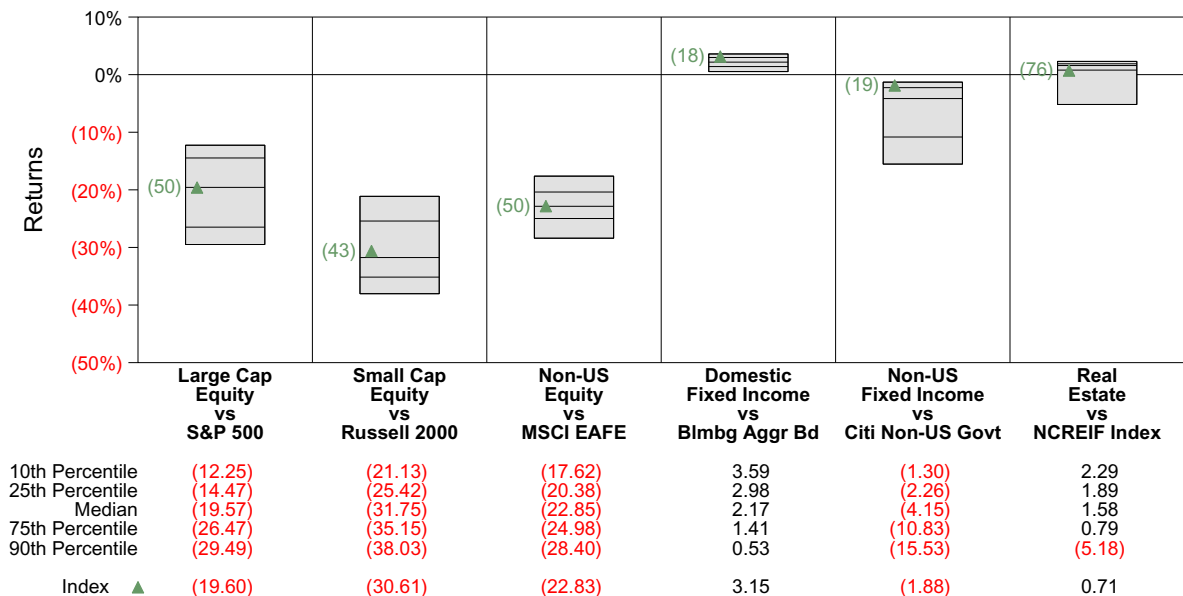 10%
0%
(10%)
(20%)
(30%)
(40%)
(50%)
Returns
(50)
(43)
(50)
(18)
(19)
(76)
Large Cap
Equity
vs
S&P 500
Small Cap
Equity
vs
Russell 2000
Non-US
Equity
vs
MSCI EAFE
Domestic
Fixed Income
vs
Blmbg Aggr Bd
Non-US
Fixed Income
vs
Citi Non-US Govt
Real
Estate
vs
NCREIF Index
10th Percentile (12.25) (21.13) (17.62) 3.59 (1.30) 2.29
25th Percentile (14.47) (25.42) (20.38) 2.98 (2.26) 1.89
Median (19.57) (31.75) (22.85) 2.17 (4.15) 1.58
75th Percentile (26.47) (35.15) (24.98) 1.41 (10.83) 0.79
90th Percentile (29.49) (38.03) (28.40) 0.53 (15.53) (5.18)
Index (19.60) (30.61) (22.83) 3.15 (1.88) 0.71